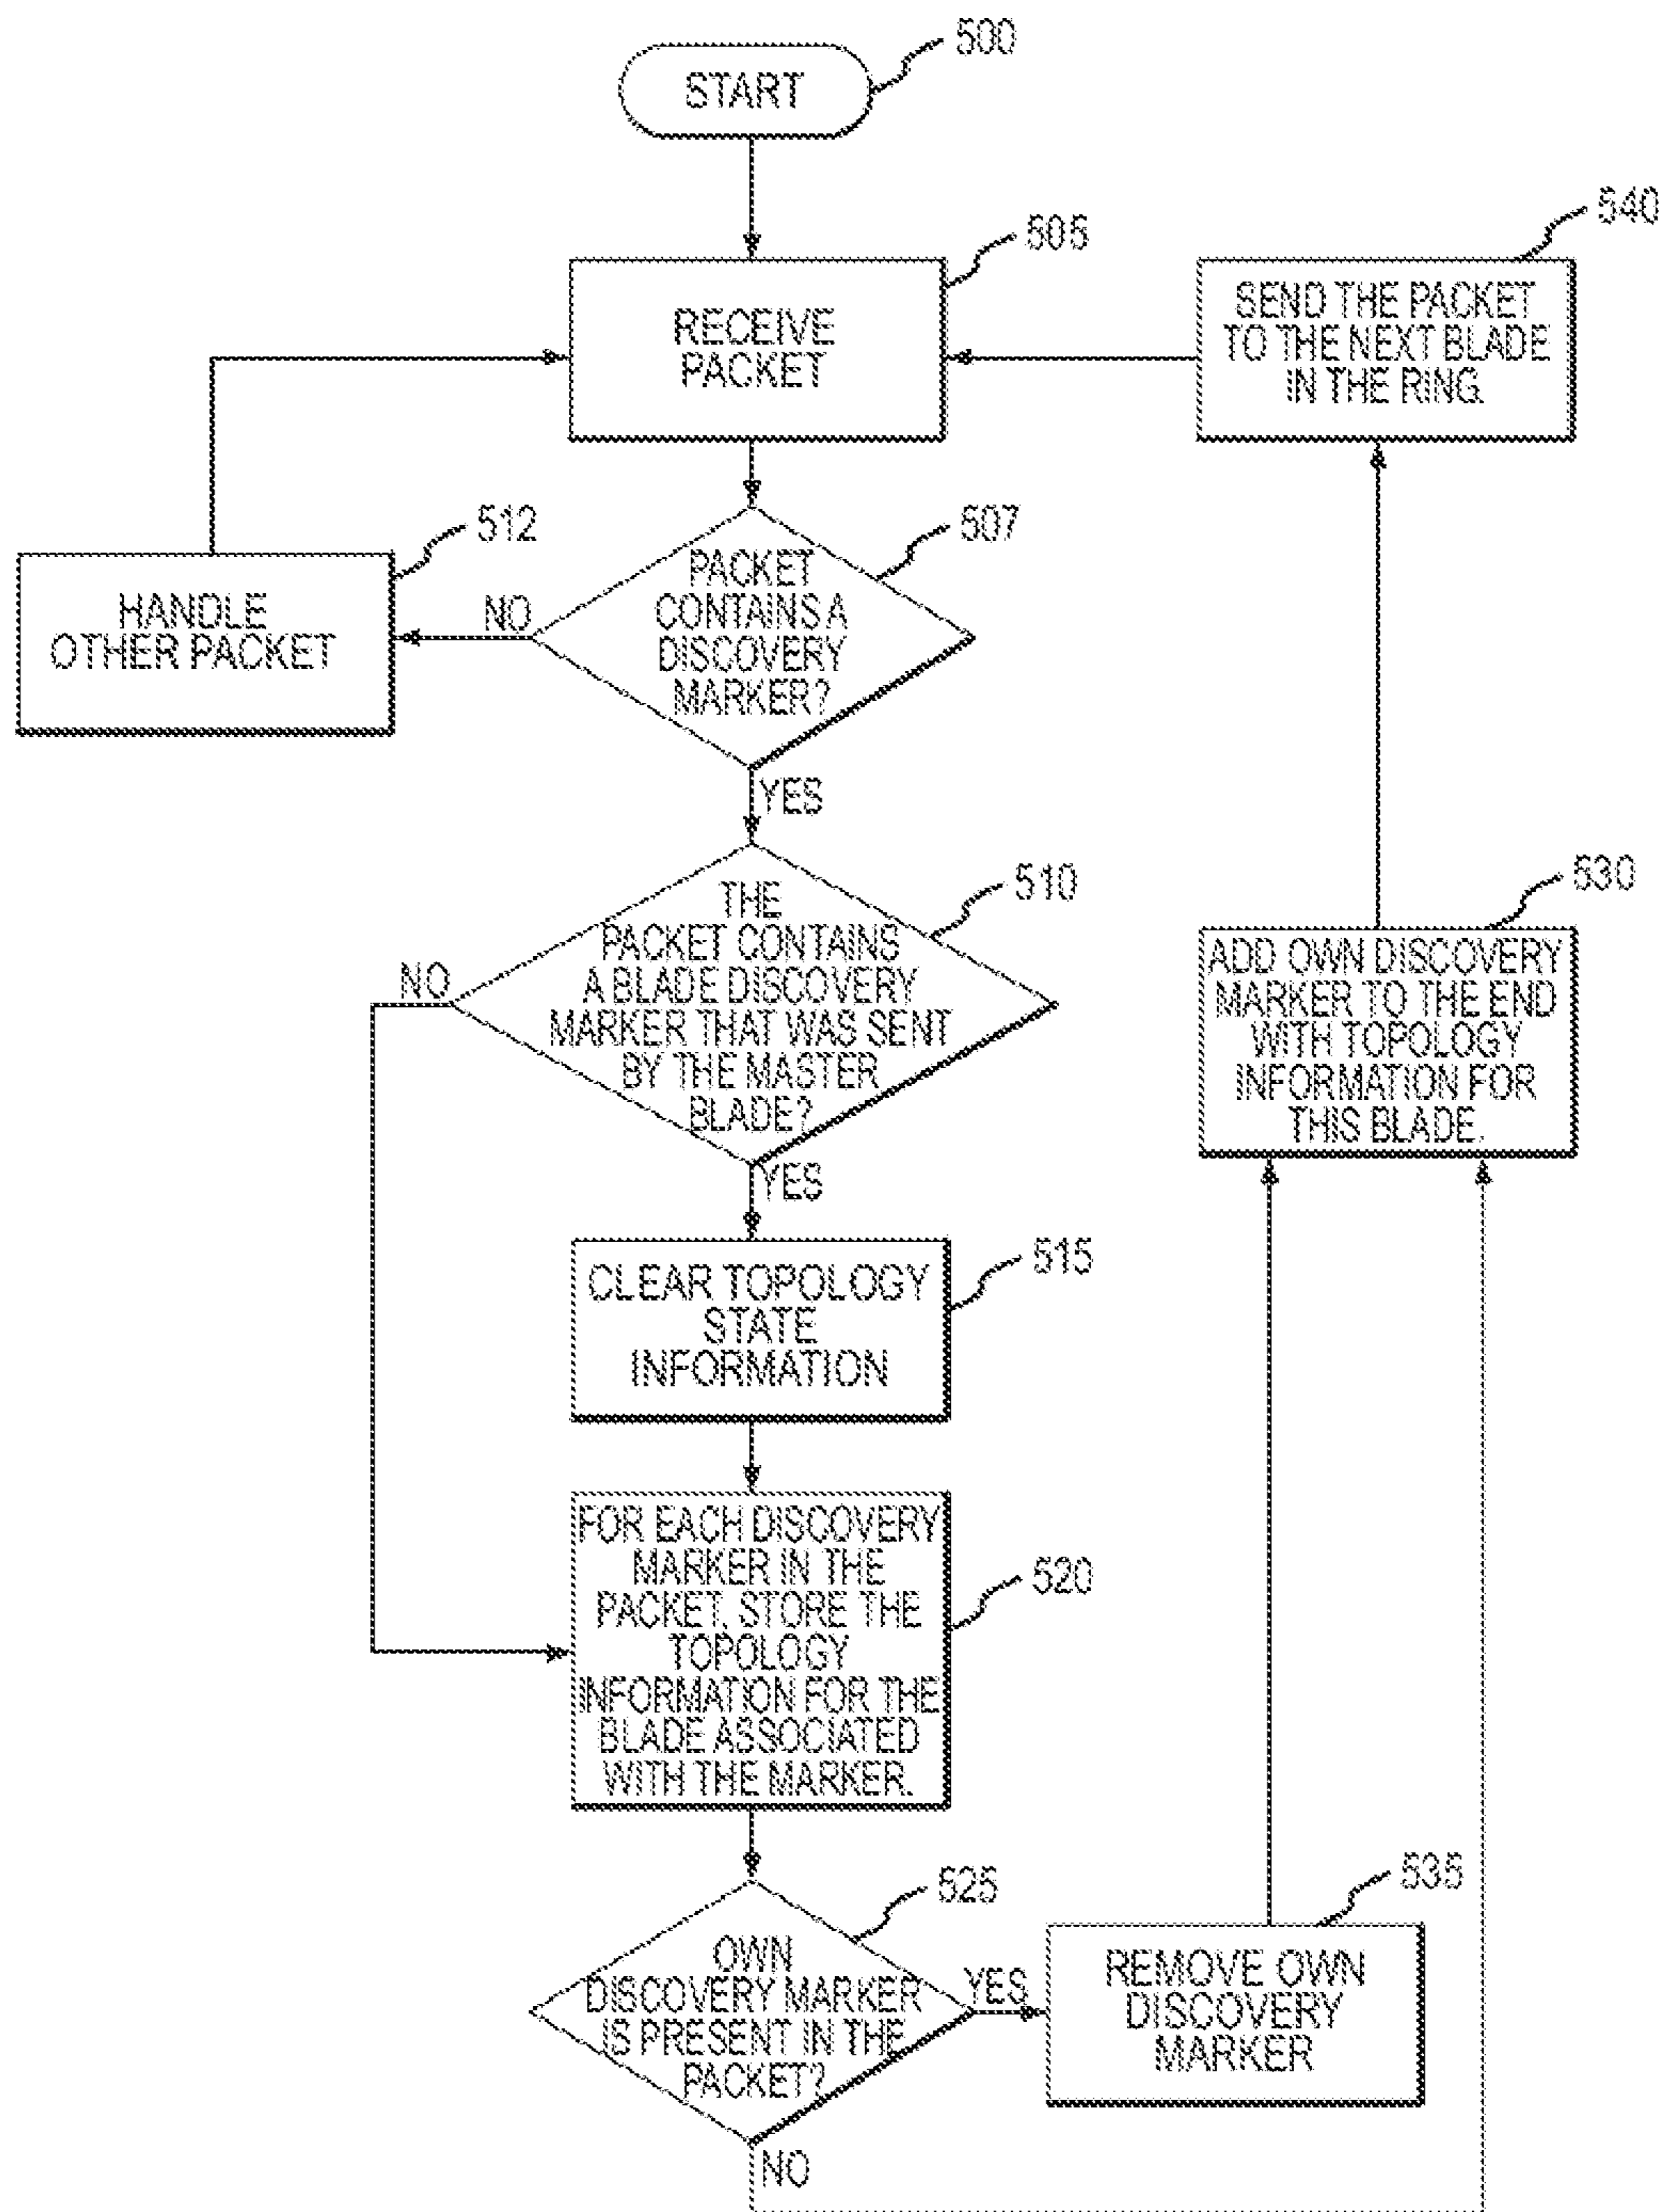 500
START
505
RECEIVE
PACKET
540
SEND THE PACKET
TO THE NEXT BLADE
IN THE RING.
512
HANDLE
OTHER PACKET
NO
507
PACKET
CONTAINS A
DISCOVERY
MARKER?
YES
510
THE
PACKET CONTAINS
A BLADE DISCOVERY
MARKER THAT WAS SENT
BY THE MASTER
BLADE?
NO
YES
530
ADD OWN DISCOVERY
MARKER TO THE END
WITH TOPOLOGY
INFORMATION FOR
THIS BLADE.
515
CLEAR TOPOLOGY
STATE
INFORMATION
520
FOR EACH DISCOVERY
MARKER IN THE
PACKET, STORE THE
TOPOLOGY
INFORMATION FOR THE
BLADE ASSOCIATED
WITH THE MARKER.
525
OWN
DISCOVERY MARKER
IS PRESENT IN THE
PACKET?
YES
535
REMOVE OWN
DISCOVERY
MARKER
NO